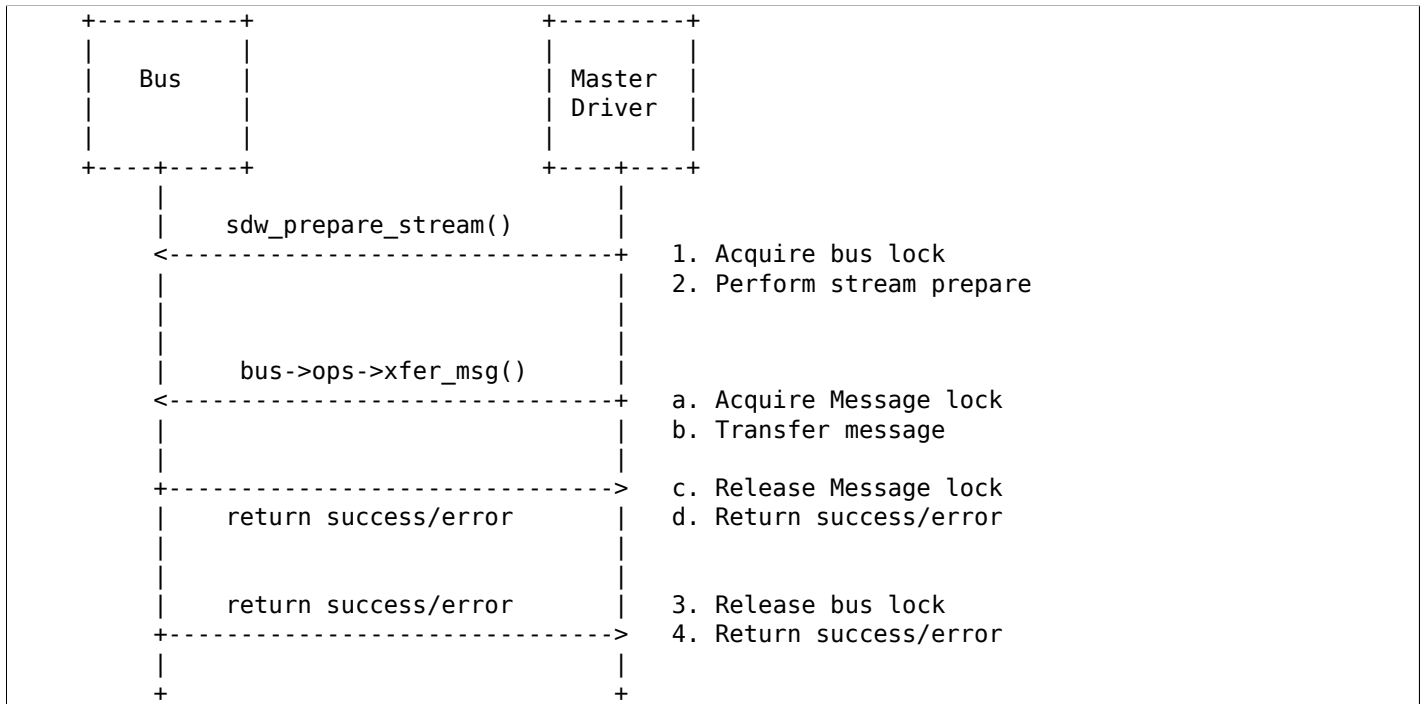 Bus
Master
Driver
sdw_prepare_stream()
1. Acquire bus lock
2. Perform stream prepare
bus->ops->xfer_msg()
a. Acquire Message lock
b. Transfer message
c. Release Message lock
return success/error d. Return success/error
return success/error 3. Release bus lock
4. Return success/error